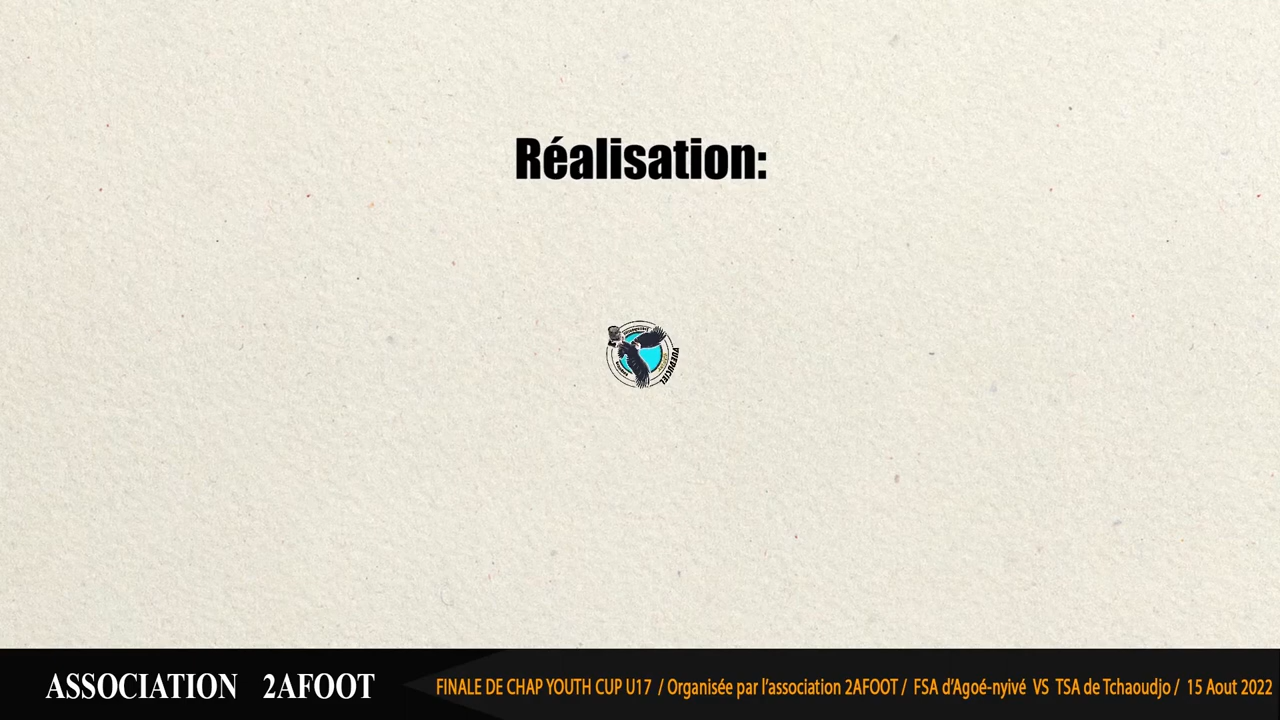 Réalisation:
VUEDUCIEL
ASSOCIATION 2AFOOT
FINALE DE CHAP YOUTH CUP U17 / Organisée par l'association 2AFOOT / FSA d'Agoé-nyivé VS TSA de Tchaoudjo / 15 Aout 2022